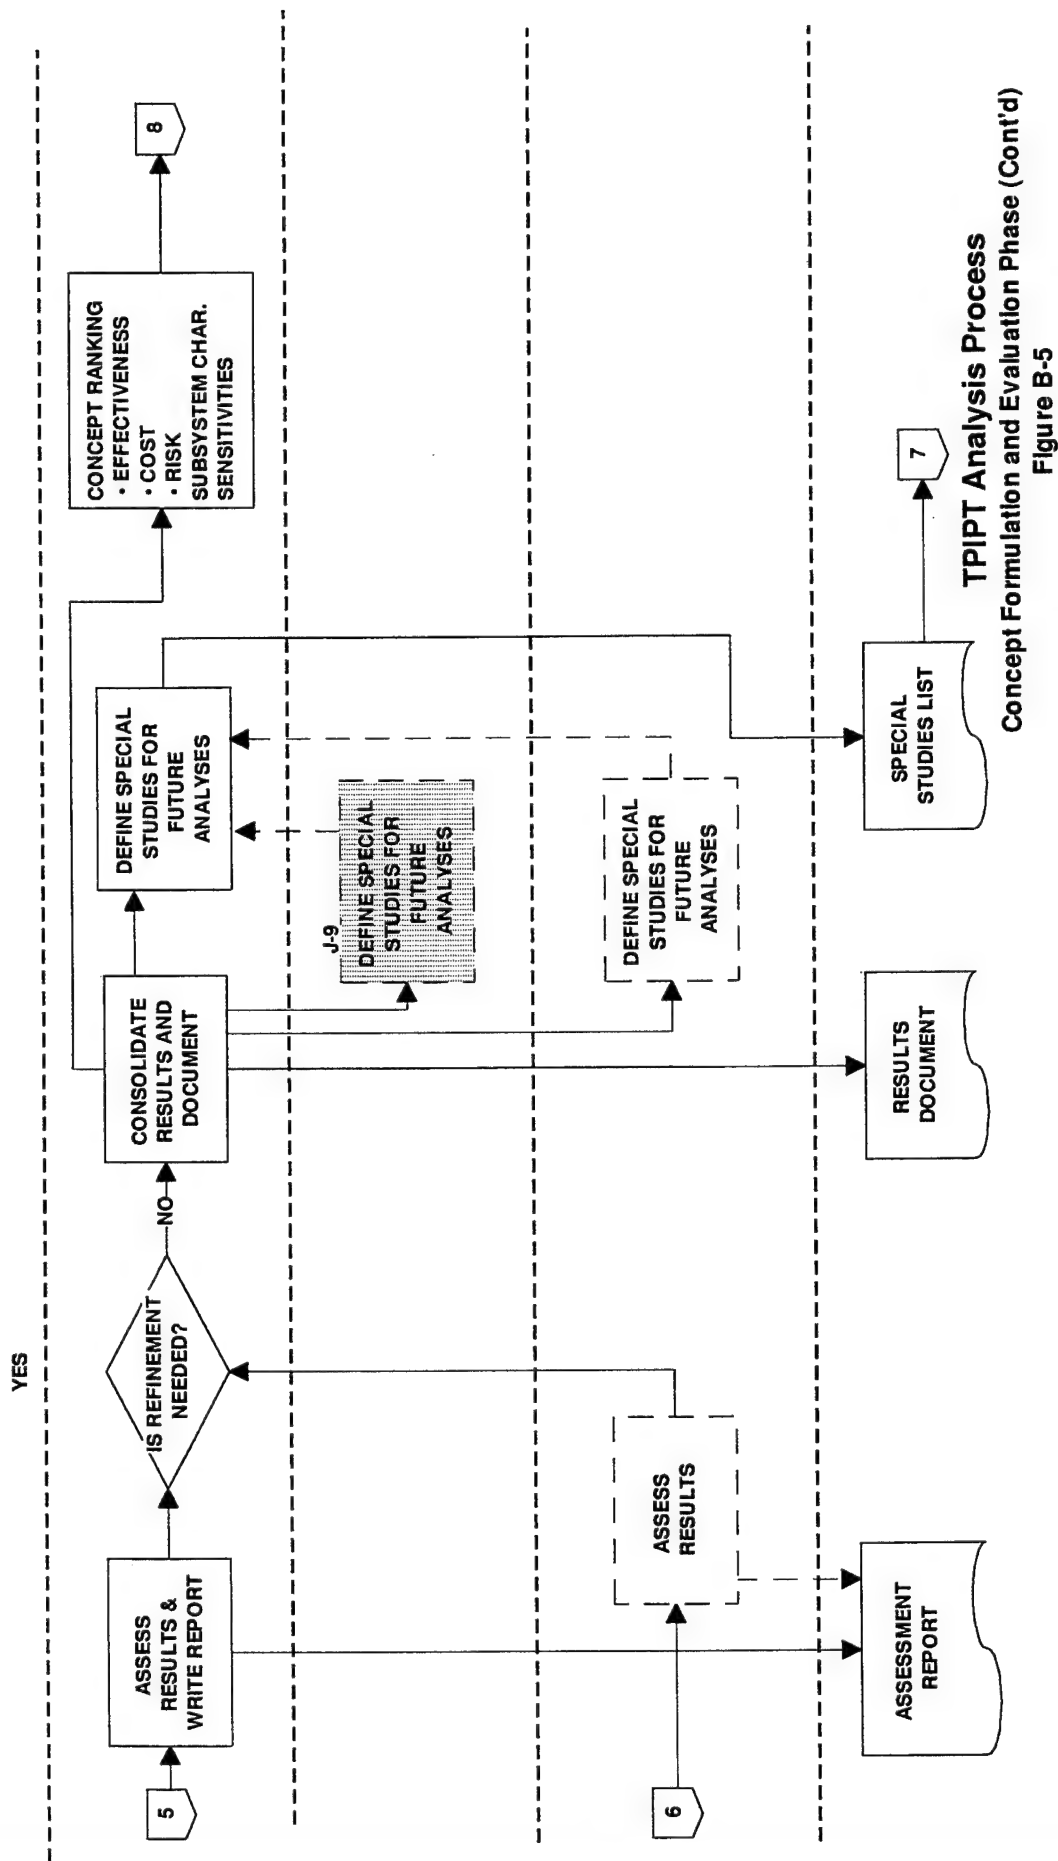 YES
5
ASSESS
RESULTS &
WRITE REPORT
IS REFINEMENT
NEEDED?
NO
CONSOLIDATE
RESULTS AND
DOCUMENT
DEFINE SPECIAL
STUDIES FOR
FUTURE
ANALYSES
CONCEPT RANKING
• EFFECTIVENESS
• COST
• RISK
SUBSYSTEM CHAR.
SENSITIVITIES
8
J-9
DEFINE SPECIAL
STUDIES FOR
FUTURE
ANALYSES
6
ASSESS
RESULTS
DEFINE SPECIAL
STUDIES FOR
FUTURE
ANALYSES
ASSESSMENT
REPORT
RESULTS
DOCUMENT
SPECIAL
STUDIES LIST
7
TPIPT Analysis Process
Concept Formulation and Evaluation Phase (Cont'd)
Figure B-5